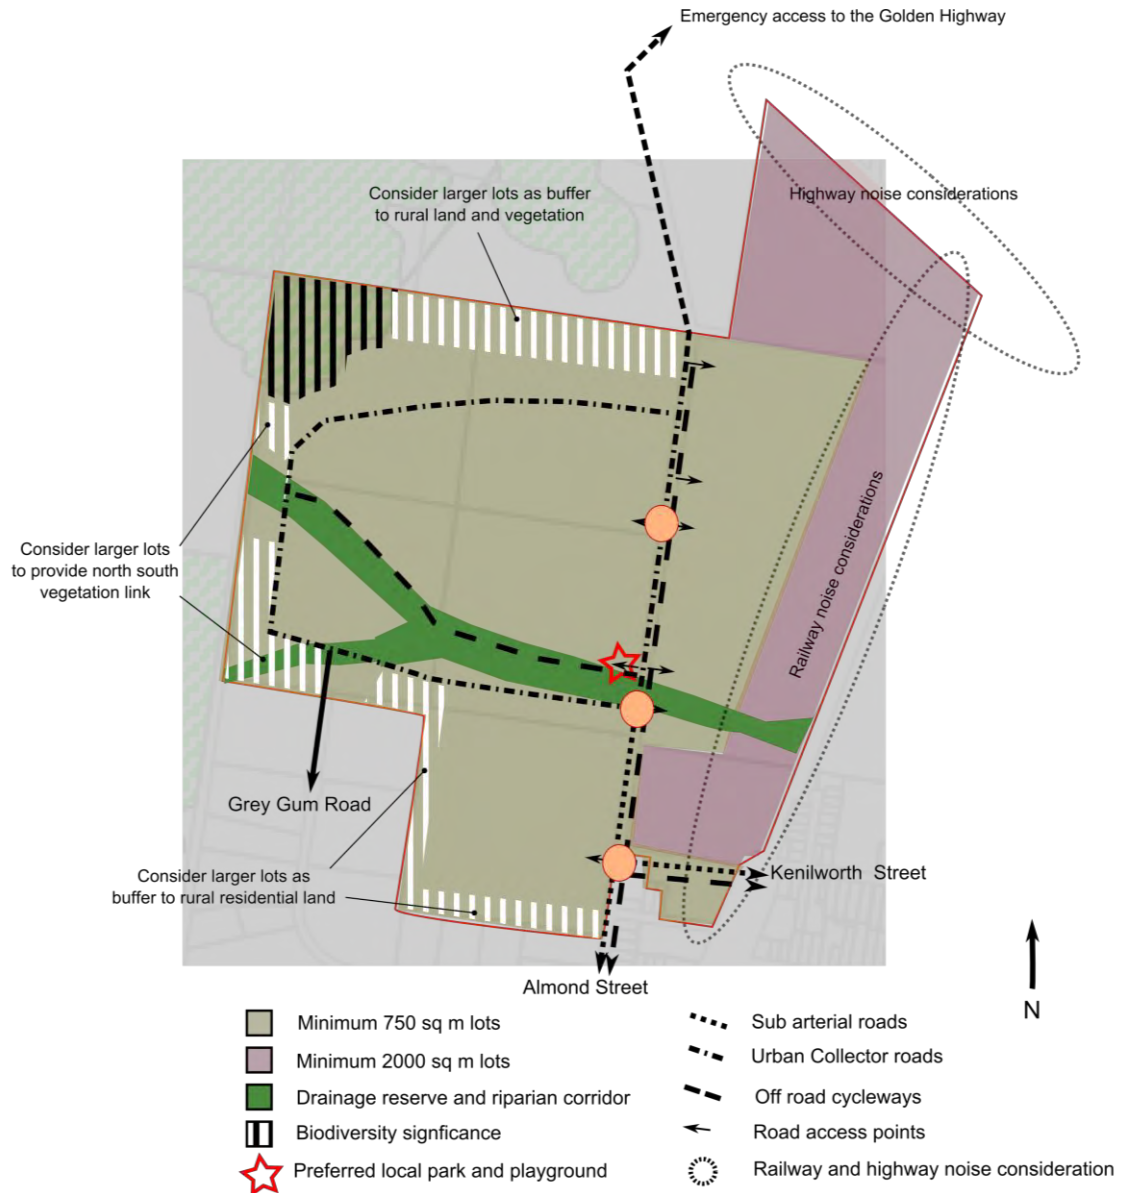 Emergency access to the Golden Highway
Consider larger lots as buffer
to rural land and vegetation
Highway noise considerations
Railway noise considerations
Consider larger lots
to provide north south
vegetation link
Grey Gum Road
Consider larger lots as
buffer to rural residential land
Kenilworth Street
Almond Street
N
Minimum 750 sq m lots
Minimum 2000 sq m lots
Drainage reserve and riparian corridor
Biodiversity signficance
Preferred local park and playground
Sub arterial roads
Urban Collector roads
Off road cycleways
Road access points
Railway and highway noise consideration